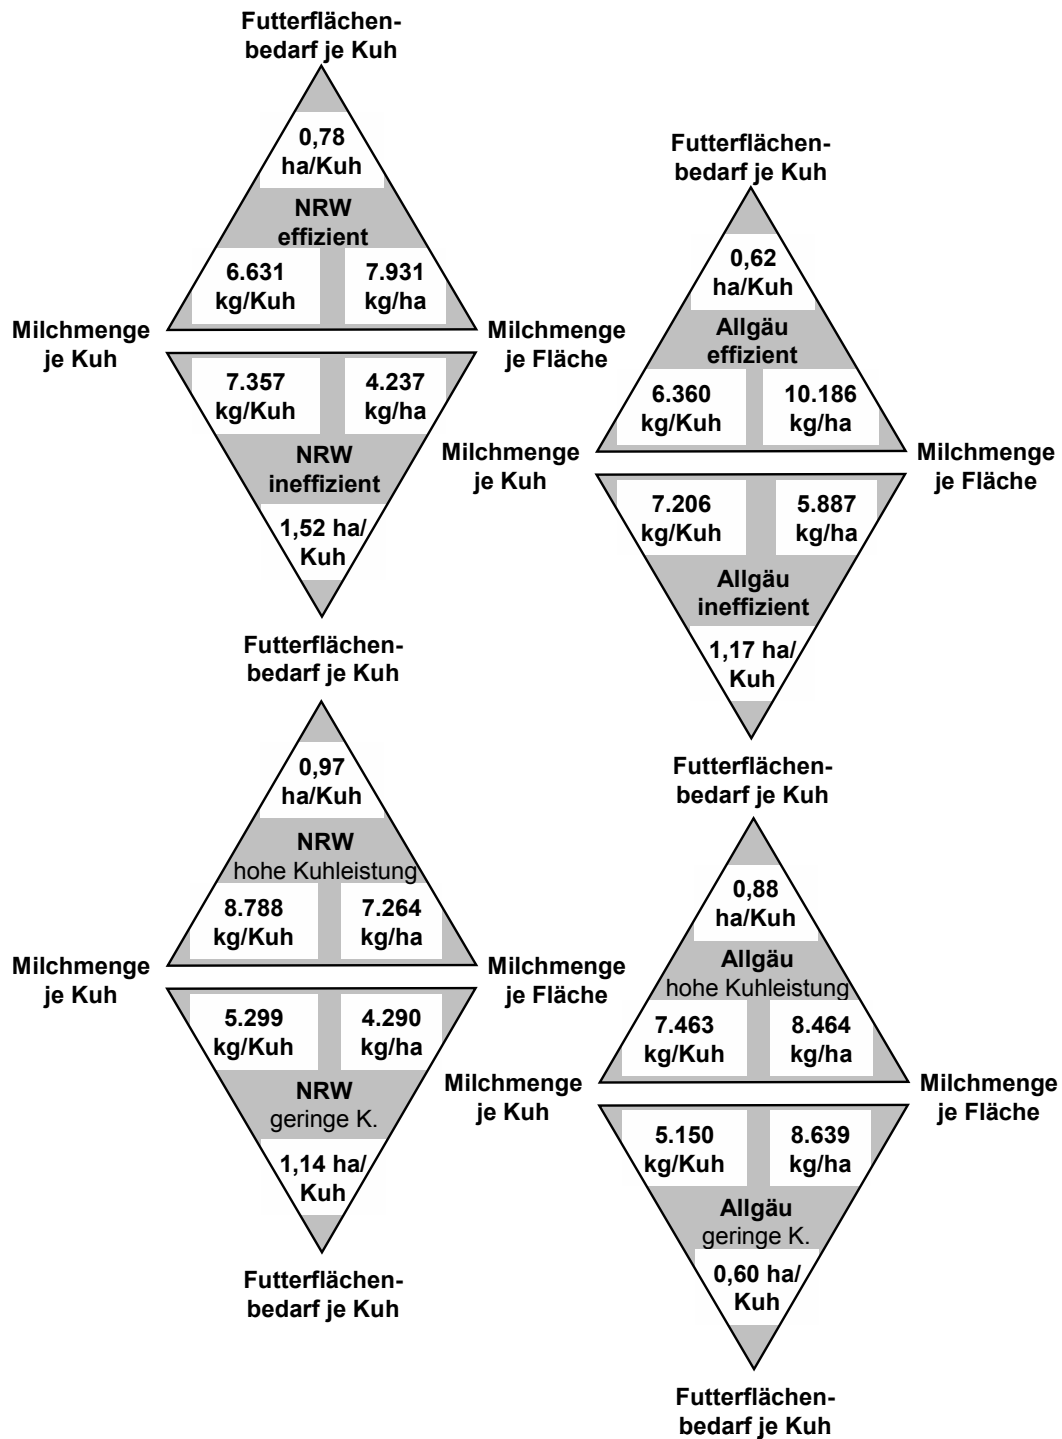 Futterflächen-
bedarf je Kuh
0,78
ha/Kuh
NRW
effizient
6.631
kg/Kuh
7.931
kg/ha
Milchmenge
je Kuh
Milchmenge
je Fläche
7.357
kg/Kuh
4.237
kg/ha
NRW
ineffizient
1,52 ha/
Kuh
Futterflächen-
bedarf je Kuh
Futterflächen-
bedarf je Kuh
0,62
ha/Kuh
Allgäu
effizient
6.360
kg/Kuh
10.186
kg/ha
Milchmenge
je Kuh
Milchmenge
je Fläche
7.206
kg/Kuh
5.887
kg/ha
Allgäu
ineffizient
1,17 ha/
Kuh
Futterflächen-
bedarf je Kuh
0,97
ha/Kuh
NRW
hohe Kuhleistung
8.788
kg/Kuh
7.264
kg/ha
Milchmenge
je Kuh
Milchmenge
je Fläche
5.299
kg/Kuh
4.290
kg/ha
NRW
geringe K.
1,14 ha/
Kuh
Futterflächen-
bedarf je Kuh
0,88
ha/Kuh
Allgäu
hohe Kuhleistung
7.463
kg/Kuh
8.464
kg/ha
Milchmenge
je Kuh
Milchmenge
je Fläche
5.150
kg/Kuh
8.639
kg/ha
Allgäu
geringe K.
0,60 ha/
Kuh
Futterflächen-
bedarf je Kuh